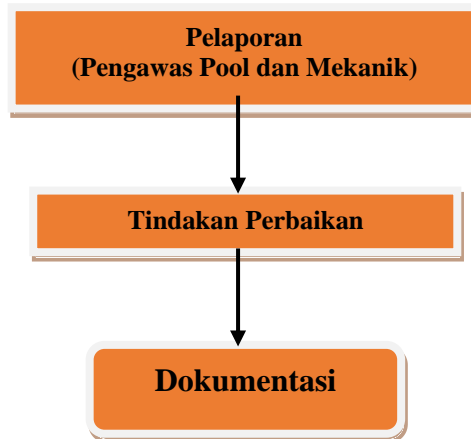 Pelaporan
(Pengawas Pool dan Mekanik)
Tindakan Perbaikan
Dokumentasi